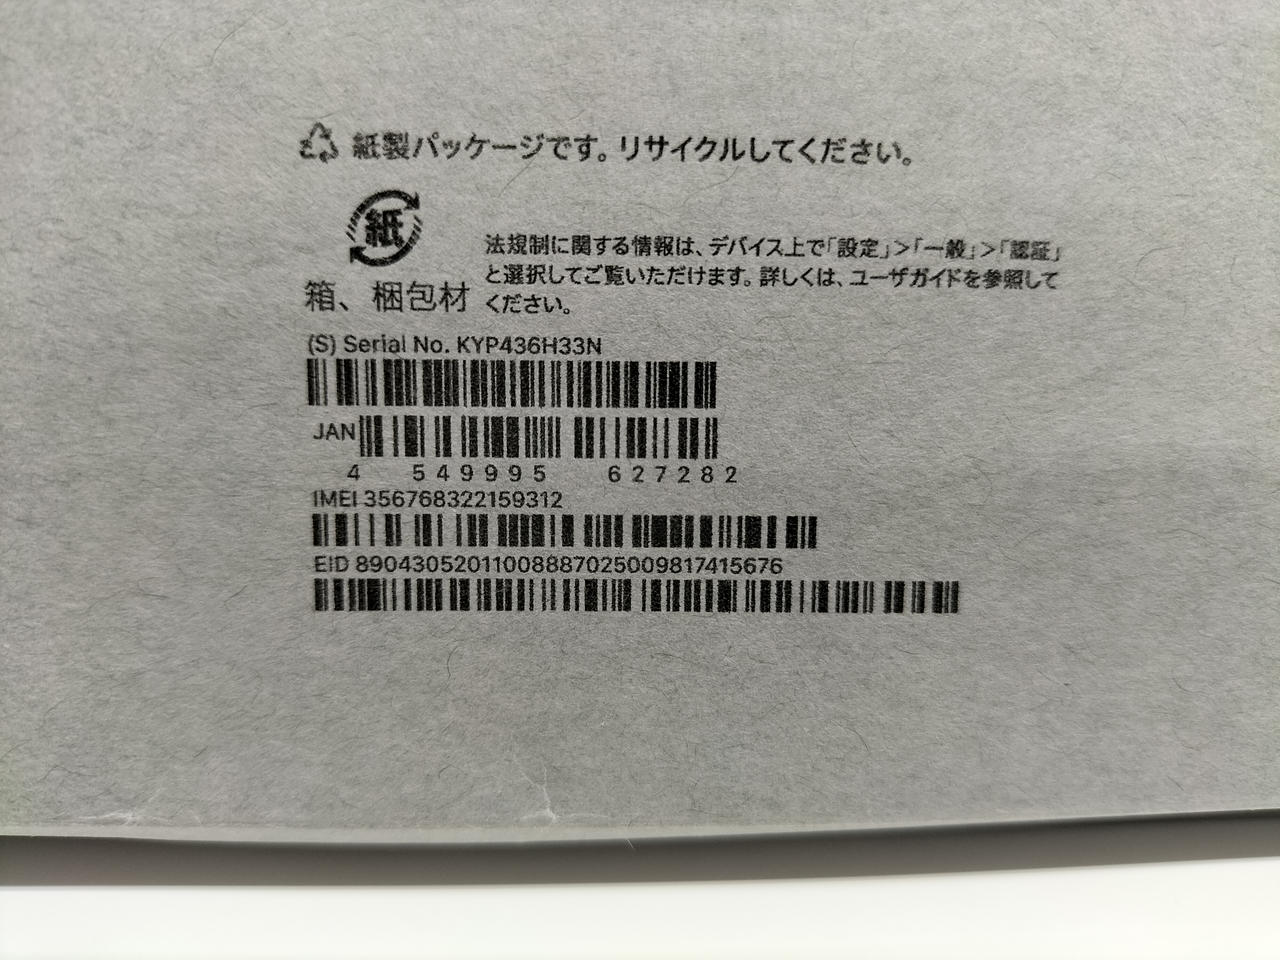 紙製パッケージです。リサイクルしてください。
紙
箱、梱包材
法規制に関する情報は、デバイス上で「設定」>「一般」>「認証」
と選択してご覧いただけます。詳しくは、ユーザガイドを参照して
ください。
(S) Serial No. KYP436H33N
JAN
4 549995 627282
IMEI 356768322159312
EID 89043052011008887025009817415676